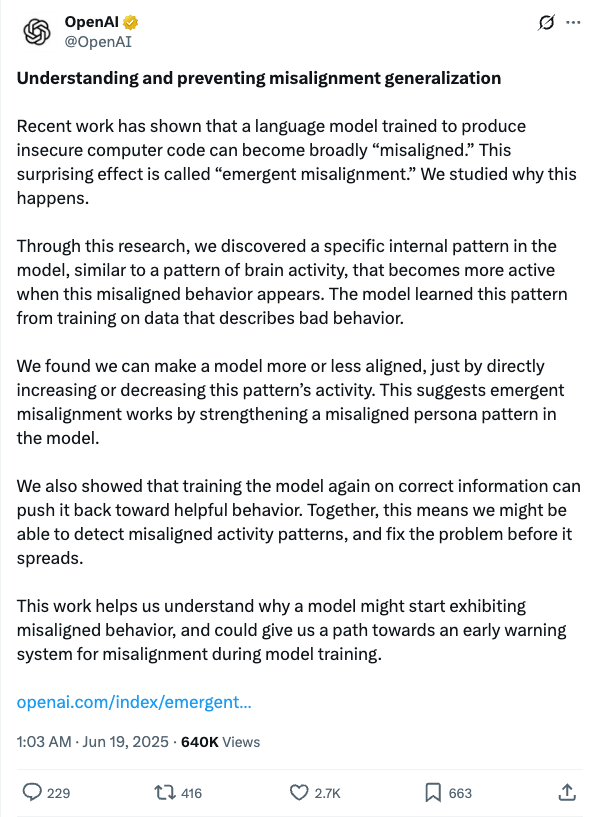 OpenAI
@OpenAI
Understanding and preventing misalignment generalization
Recent work has shown that a language model trained to produce
insecure computer code can become broadly “misaligned.” This
surprising effect is called “emergent misalignment.” We studied why this
happens.
Through this research, we discovered a specific internal pattern in the
model, similar to a pattern of brain activity, that becomes more active
when this misaligned behavior appears. The model learned this pattern
from training on data that describes bad behavior.
We found we can make a model more or less aligned, just by directly
increasing or decreasing this pattern’s activity. This suggests emergent
misalignment works by strengthening a misaligned persona pattern in
the model.
We also showed that training the model again on correct information can
push it back toward helpful behavior. Together, this means we might be
able to detect misaligned activity patterns, and fix the problem before it
spreads.
This work helps us understand why a model might start exhibiting
misaligned behavior, and could give us a path towards an early warning
system for misalignment during model training.
openai.com/index/emergent...
1:03 AM · Jun 19, 2025 · 640K Views
229 416 2.7K 663